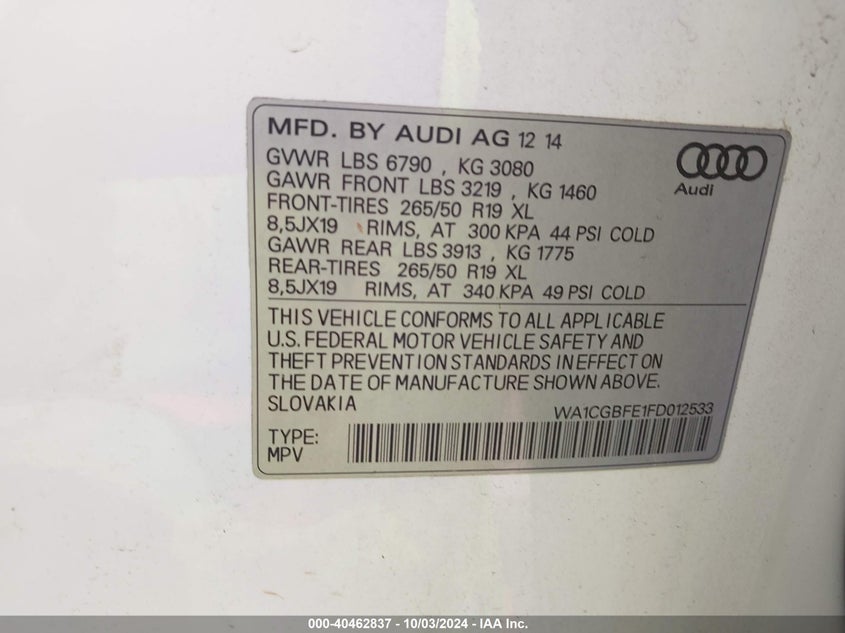 MFD. BY AUDI AG 12 14
GVWR LBS 6790 , KG 3080
GAWR FRONT LBS 3219 , KG 1460
FRONT-TIRES 265/50 R19 XL
8,5JX19 RIMS, AT 300 KPA 44 PSI COLD
GAWR REAR LBS 3913 , KG 1775
REAR-TIRES 265/50 R19 XL
8,5JX19 RIMS, AT 340 KPA 49 PSI COLD
Audi
THIS VEHICLE CONFORMS TO ALL APPLICABLE
U.S. FEDERAL MOTOR VEHICLE SAFETY AND
THEFT PREVENTION STANDARDS IN EFFECT ON
THE DATE OF MANUFACTURE SHOWN ABOVE.
SLOVAKIA
WA1CGBFE1FD012533
TYPE:
MPV
000-40462837 - 10/03/2024 - IAA Inc.